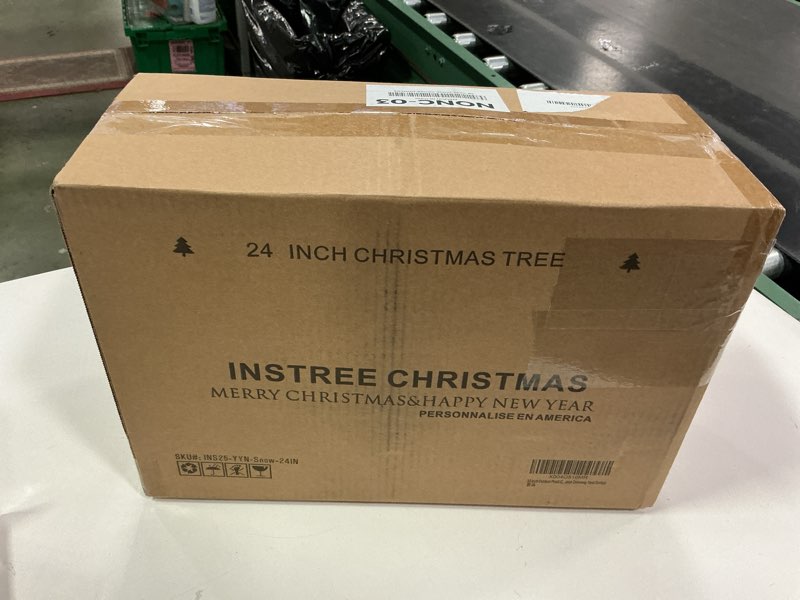 NONC-03
24 INCH CHRISTMAS TREE
INSTREE CHRISTMAS
MERRY CHRISTMAS&HAPPY NEW YEAR
PERSONNALISE EN AMERICA
SKU#: INS25-YYN-Snow-24IN